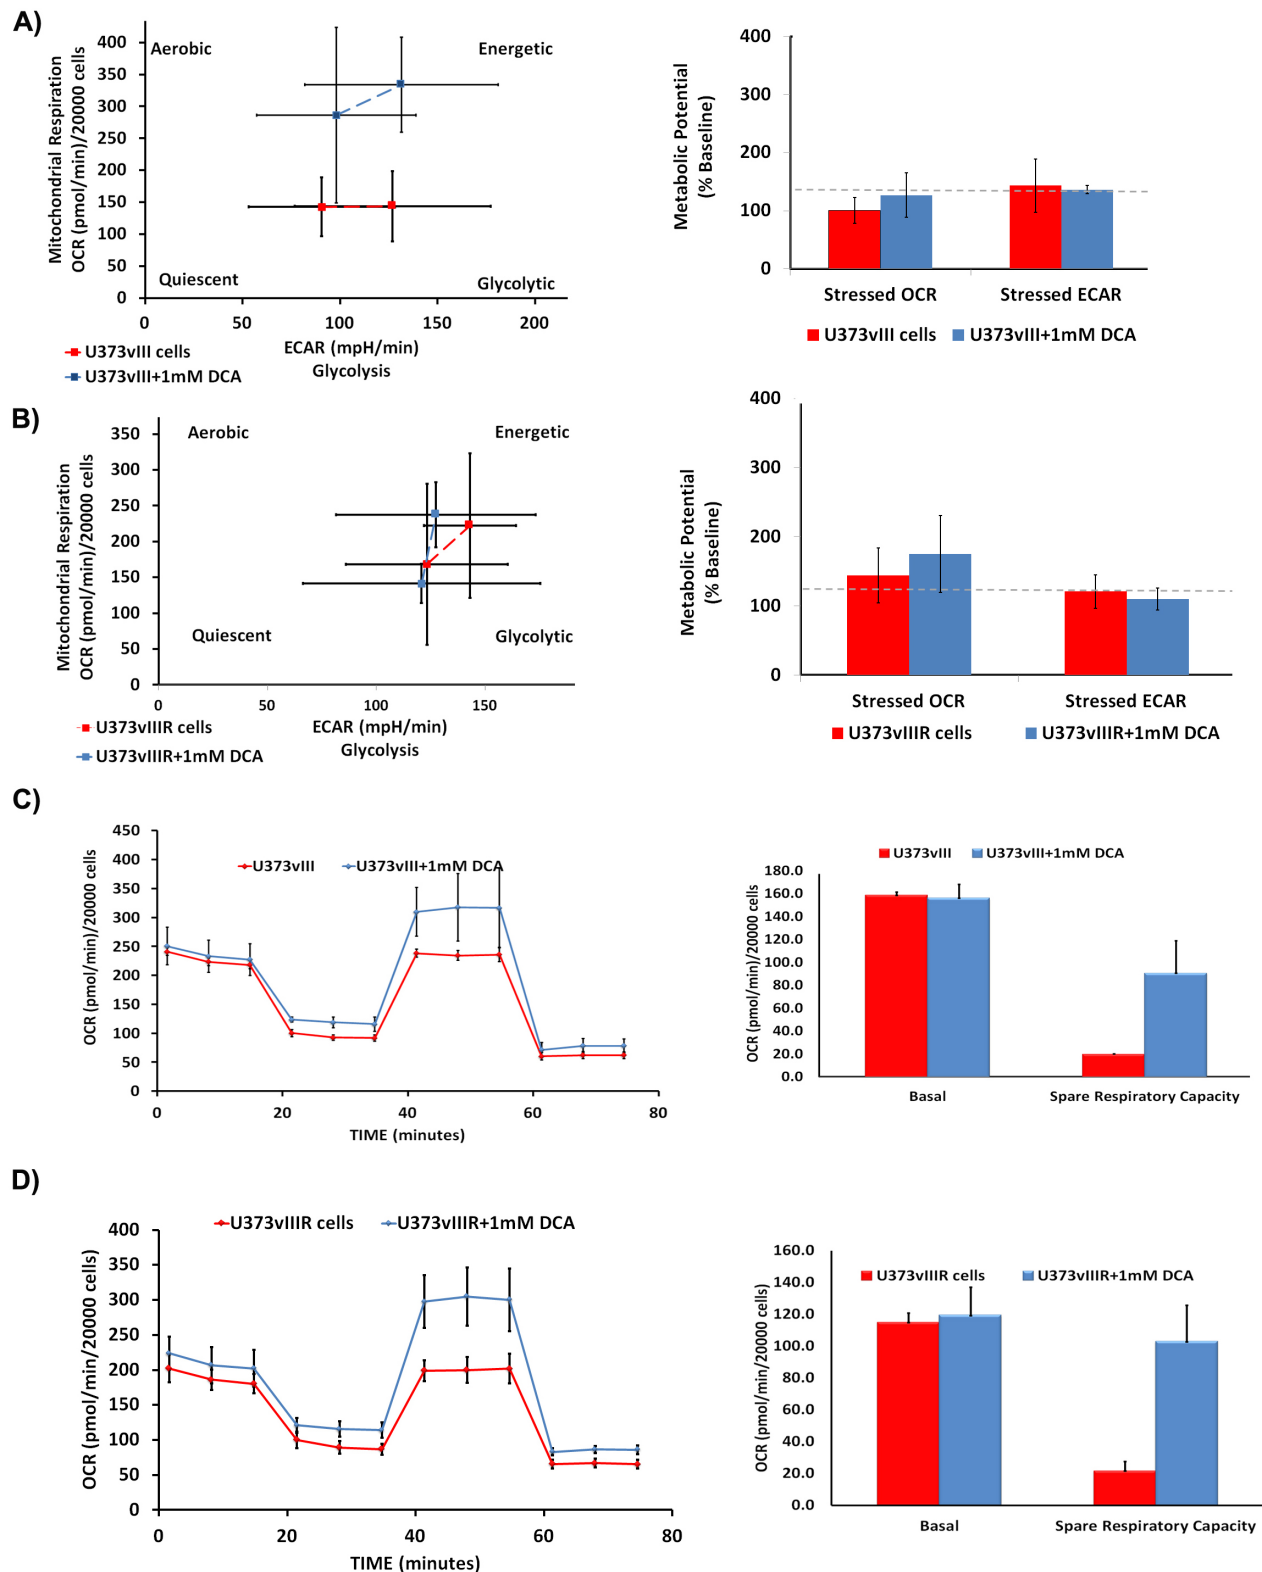 A)
Mitochondrial Respiration
OCR (pmol/min)/20000 cells
400
350
300
250
200
150
100
50
0
Aerobic
Energetic
Quiescent
Glycolytic
0 50 100 150 200
ECAR (mpH/min)
Glycolysis
U373vIII cells
U373vIII+1mM DCA
Metabolic Potential
(% Baseline)
400
300
200
100
0
Stressed OCR
Stressed ECAR
U373vIII cells
U373vIII+1mM DCA
B)
Mitochondrial Respiration
OCR (pmol/min)/20000 cells
350
300
250
200
150
100
50
0
Aerobic
Energetic
Quiescent
Glycolytic
0 50 100 150
ECAR (mpH/min)
Glycolysis
U373vIIIR cells
U373vIIIR+1mM DCA
Metabolic Potential
(% Baseline)
400
300
200
100
0
Stressed OCR
Stressed ECAR
U373vIIIR cells
U373vIIIR+1mM DCA
C)
OCR (pmol/min)/20000 cells
450
400
350
300
250
200
150
100
50
0
U373vIII
U373vIII+1mM DCA
0 20 40 60 80
TIME (minutes)
U373vIII
U373vIII+1mM DCA
OCR (pmol/min)/20000 cells
180.0
160.0
140.0
120.0
100.0
80.0
60.0
40.0
20.0
0.0
Basal
Spare Respiratory Capacity
D)
OCR (pmol/min/20000 cells)
400
350
300
250
200
150
100
50
0
U373vIIIR cells
U373vIIIR+1mM DCA
0 20 40 60 80
TIME (minutes)
OCR (pmol/min/20000 cells)
160.0
140.0
120.0
100.0
80.0
60.0
40.0
20.0
0.0
U373vIIIR cells
U373vIIIR+1mM DCA
Basal
Spare Respiratory Capacity